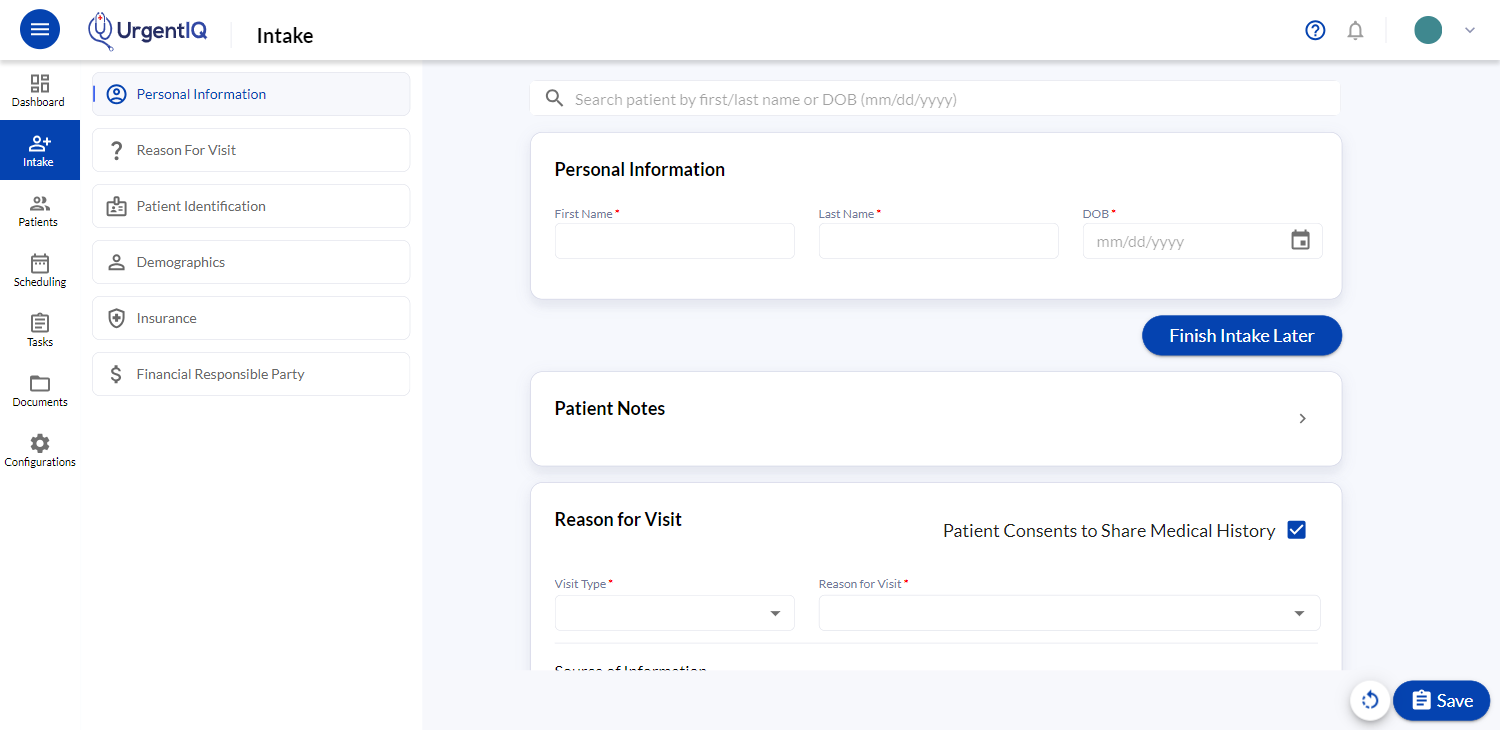 UrgentIQ
Intake
Dashboard
Intake
Patients
Scheduling
Tasks
Documents
Configurations
Personal Information
Reason For Visit
Patient Identification
Demographics
Insurance
Financial Responsible Party
Search patient by first/last name or DOB (mm/dd/yyyy)
Personal Information
First Name * Last Name * DOB *
mm/dd/yyyy
Finish Intake Later
Patient Notes
Reason for Visit
Patient Consents to Share Medical History
Visit Type * Reason for Visit *
Source of Information
Save